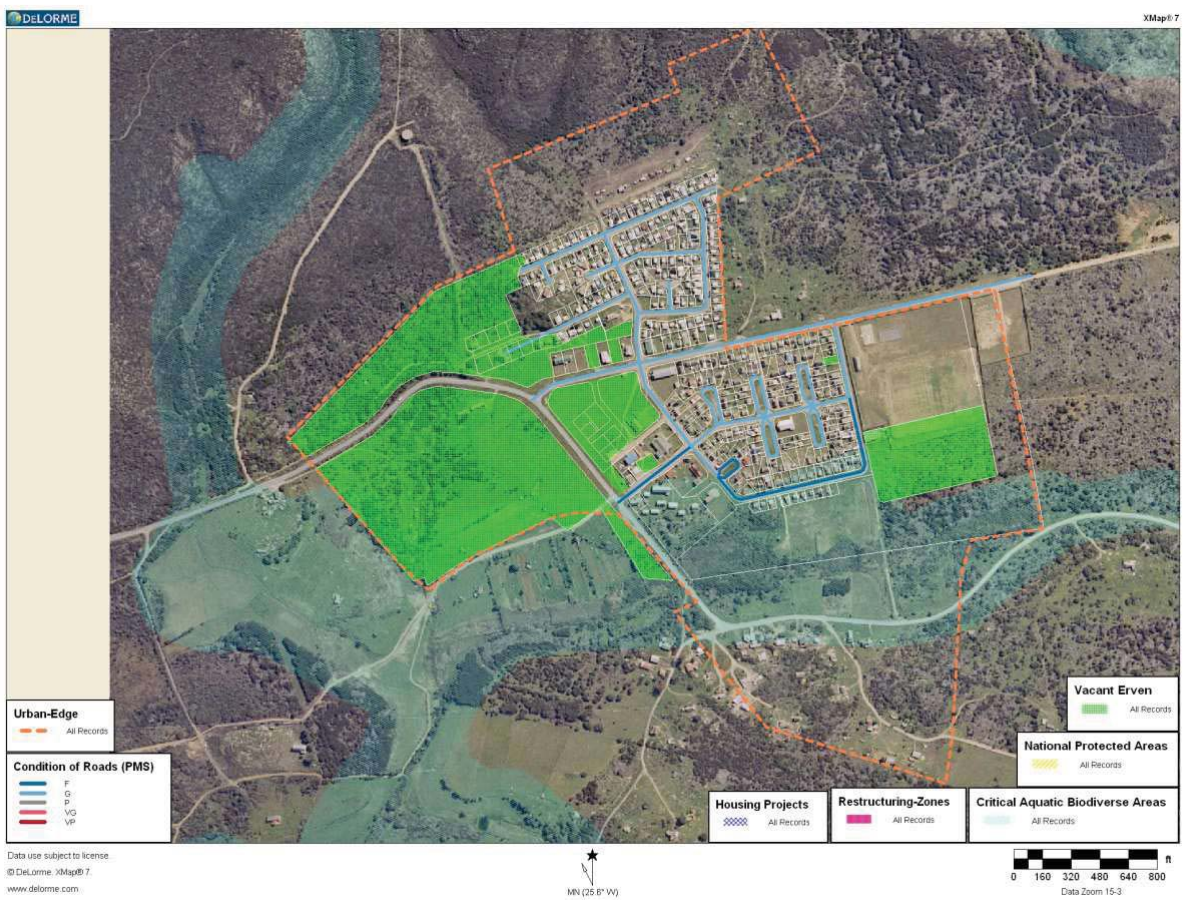 DELORME
XMap® 7
Urban-Edge
All Records
Condition of Roads (PMS)
F
G
P
VG
VP
Vacant Erven
All Records
National Protected Areas
All Records
Housing Projects
All Records
Restructuring-Zones
All Records
Critical Aquatic Biodiverse Areas
All Records
Data use subject to license.
© DeLorme. XMap® 7.
www.delorme.com
MN (25.6° W)
ft
0 160 320 480 640 800
Data Zoom 15-3